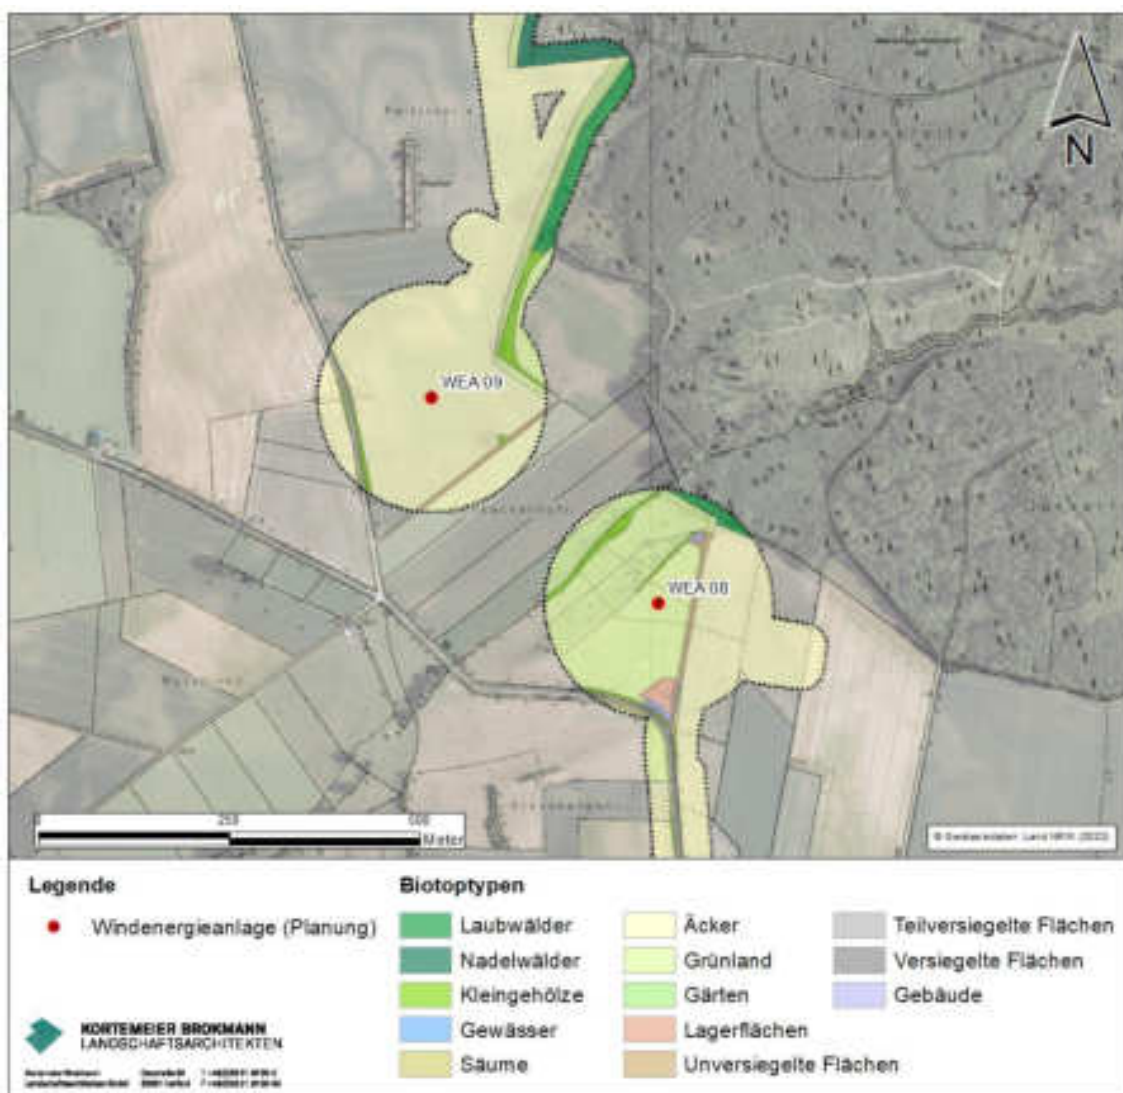 N
WEA 09
WEA 08
0 250 500
Meter
Legende
Windenergieanlage (Planung)
Biotoptypen
Laubwälder
Nadelwälder
Kleingehölze
Gewässer
Säume
Äcker
Grünland
Gärten
Lagerflächen
Unversiegelte Flächen
Teilversiegelte Flächen
Versiegelte Flächen
Gebäude
KORTEMEIER BROKMANN
LANDSCHAFTSARCHITEKTEN